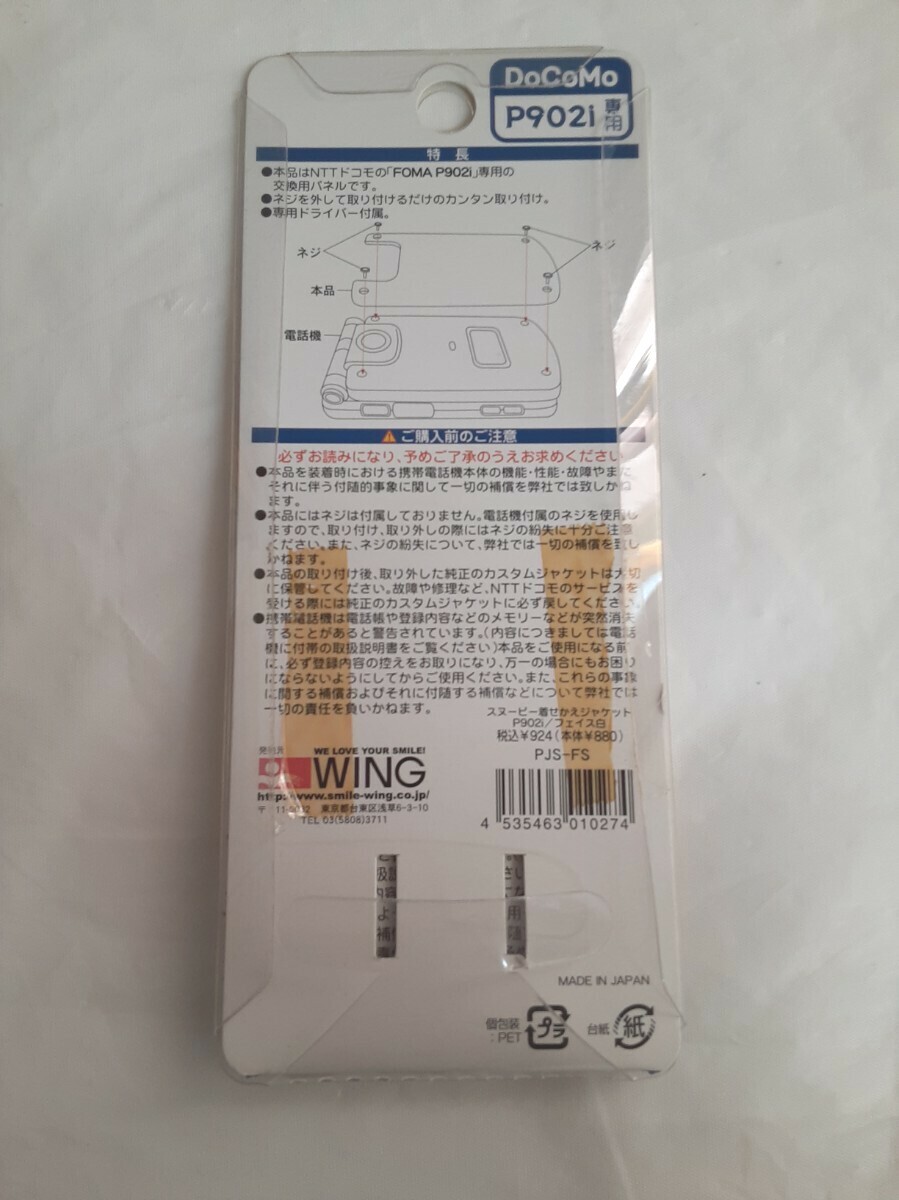 DoCoMo
P902i 専用
特長
●本品はNTTドコモの「FOMA P902i」専用の
交換用パネルです。
●ネジを外して取り付けるだけのカンタン取り付け。
●専用ドライバー付属。
ネジ
ネジ
本品
電話機
ご購入前のご注意
必ずお読みになり、予めご了承のうえお求めください
●本品を装着時における携帯電話機本体の機能・性能・故障やまた
それに伴う付随的事象に関して一切の補償を弊社では致しかね
ます。
●本品にはネジは付属しておりません。電話機付属のネジを使用し
ますので、取り付け、取り外しの際にはネジの紛失に十分ご注意
ください。また、ネジの紛失について、弊社では一切の補償を致し
かねます。
●本品の取り付け後、取り外した純正のカスタムジャケットは大切
に保管してください。故障や修理など、NTTドコモのサービスを
受ける際には純正のカスタムジャケットに必ず戻してください。
●携帯電話機は電話帳や登録内容などのメモリーなどが突然消失
することがあると警告されています。(内容につきましては電話
機に付帯の取扱説明書をご覧ください)本品をご使用になる前
に、必ず登録内容の控えをお取りになり、万一の場合にもお困り
にならないようにしてからご使用ください。また、これらの事象
に関する補償およびそれに付随する補償などについて弊社では
一切の責任を負いかねます。
スヌーピー着せかえジャケット
P902i/フェイス白
税込¥924(本体¥880)
PJS-FS
発売元
WE LOVE YOUR SMILE!
WING
http://www.smile-wing.co.jp/
東京都台東区浅草6-3-10
TEL 03(5808)3711
4 535463 010274
MADE IN JAPAN
個包装
:PET
プラ
台紙
紙